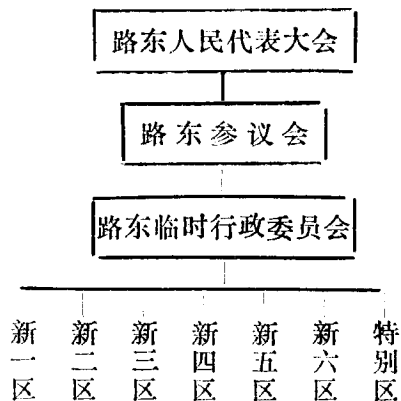 路东人民代表大会
路东参议会
路东临时行政委员会
新一区
新二区
新三区
新四区
新五区
新六区
特别区